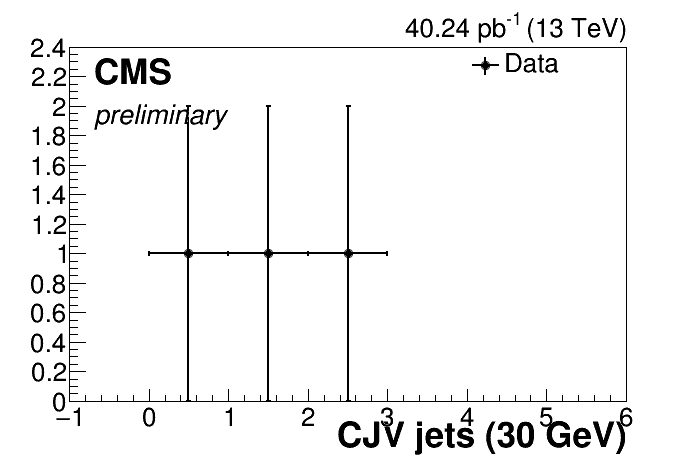 40.24 pb⁻¹ (13 TeV)
CMS
preliminary
Data
2.4
2.2
2
1.8
1.6
1.4
1.2
1
0.8
0.6
0.4
0.2
0
−1 0 1 2 3 4 5 6
CJV jets (30 GeV)